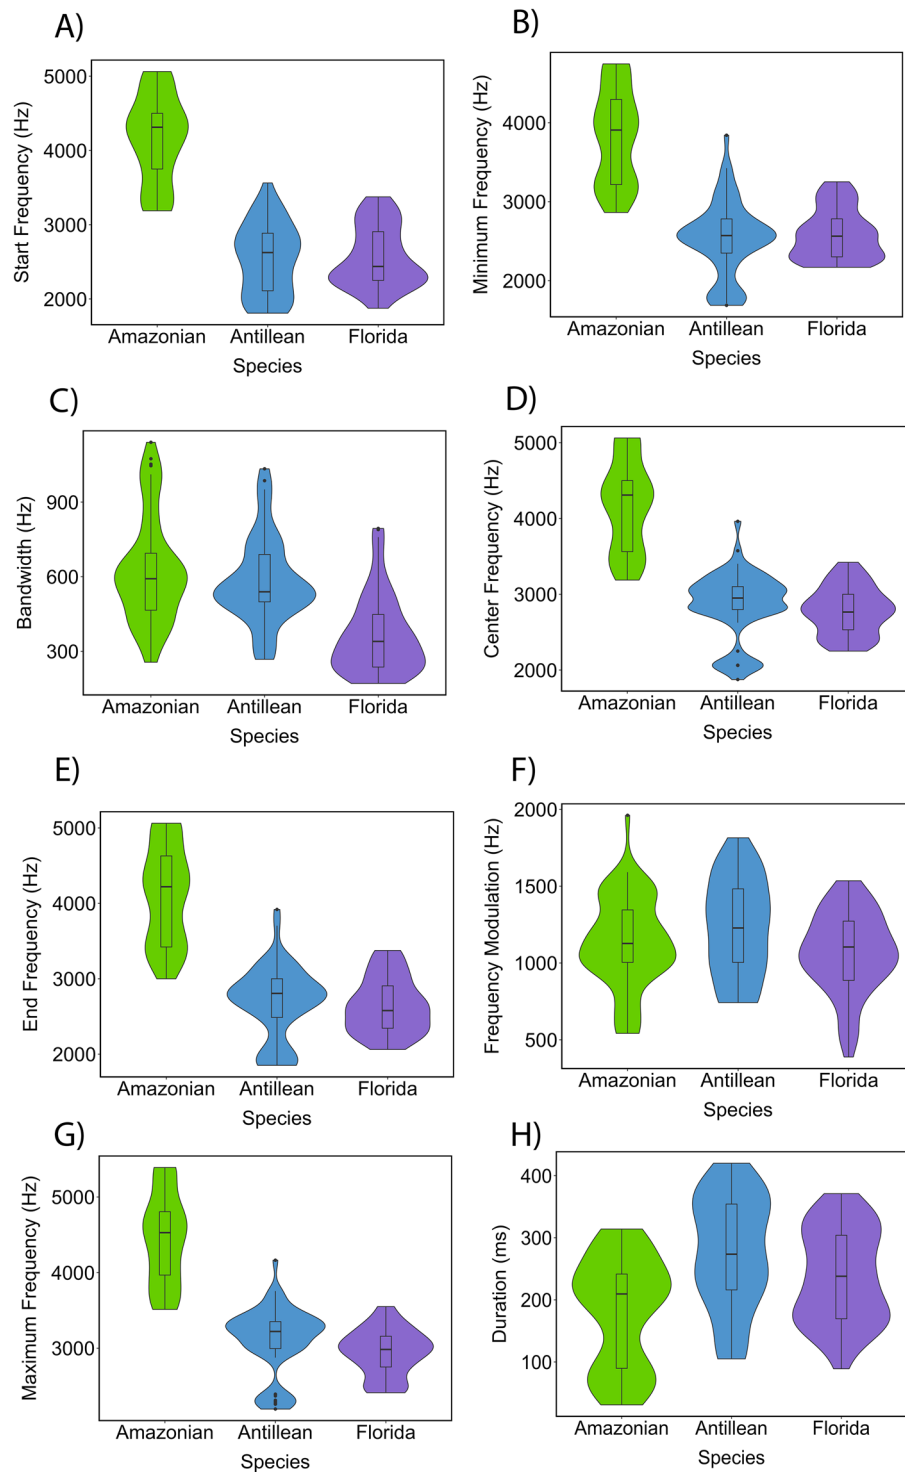 A)
Start Frequency (Hz)
5000
4000
3000
2000
Amazonian Antillean Florida
Species
B)
Minimum Frequency (Hz)
4000
3000
2000
Amazonian Antillean Florida
Species
C)
Bandwidth (Hz)
900
600
300
Amazonian Antillean Florida
Species
D)
Center Frequency (Hz)
5000
4000
3000
2000
Amazonian Antillean Florida
Species
E)
End Frequency (Hz)
5000
4000
3000
2000
Amazonian Antillean Florida
Species
F)
Frequency Modulation (Hz)
2000
1500
1000
500
Amazonian Antillean Florida
Species
G)
Maximum Frequency (Hz)
5000
4000
3000
Amazonian Antillean Florida
Species
H)
Duration (ms)
400
300
200
100
Amazonian Antillean Florida
Species